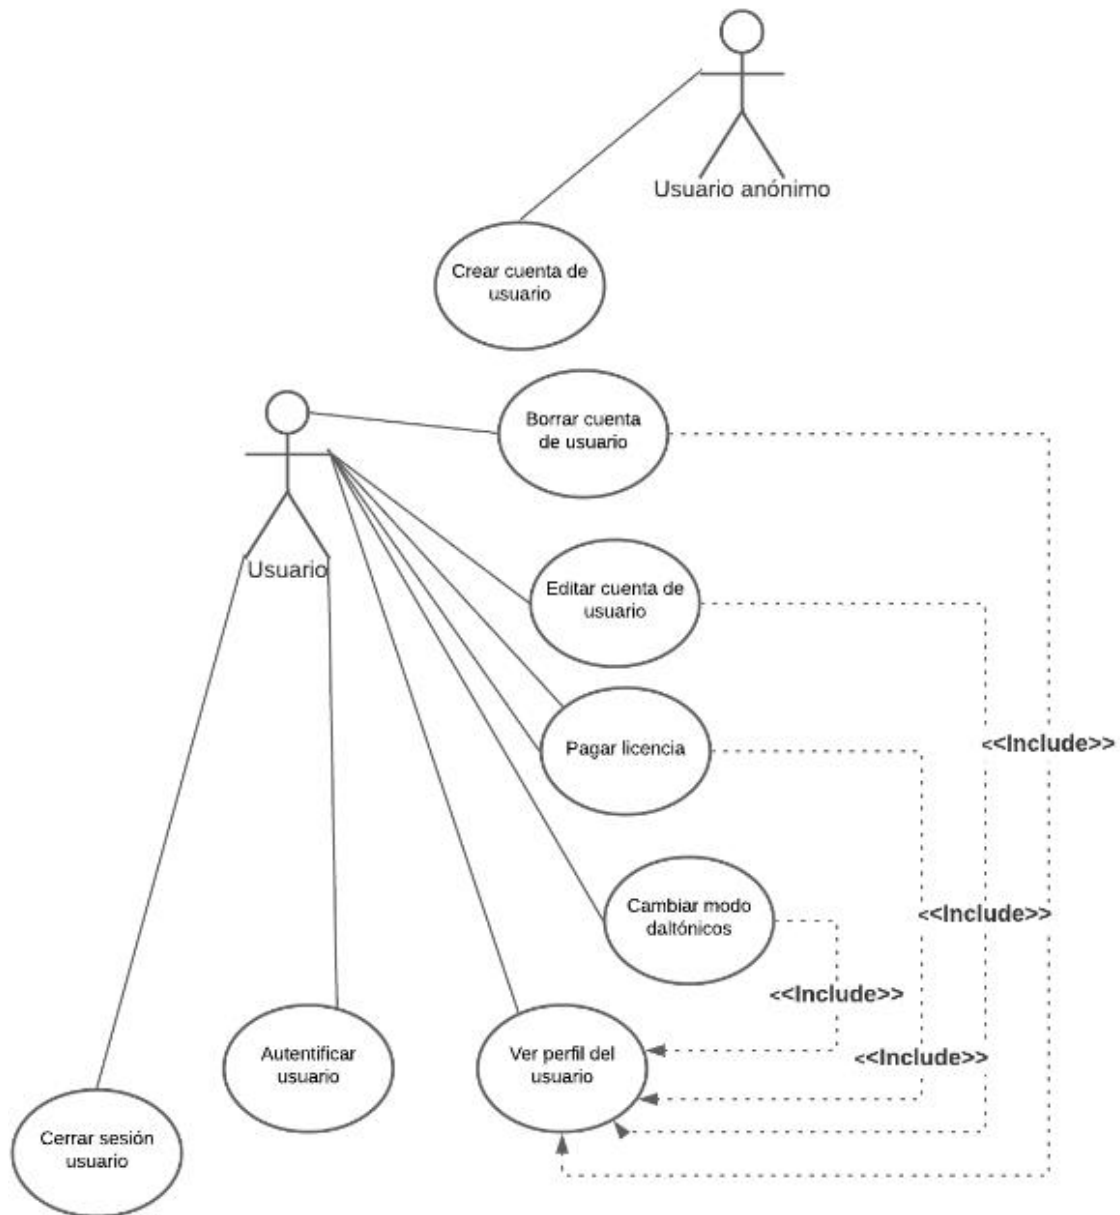 Usuario anónimo
Crear cuenta de
usuario
Borrar cuenta
de usuario
Usuario
Editar cuenta de
usuario
<<Include>>
Pagar licencia
Cambiar modo
daltónicos
<<Include>>
<<Include>>
Autentificar
usuario
Ver perfil del
usuario
<<Include>>
Cerrar sesión
usuario